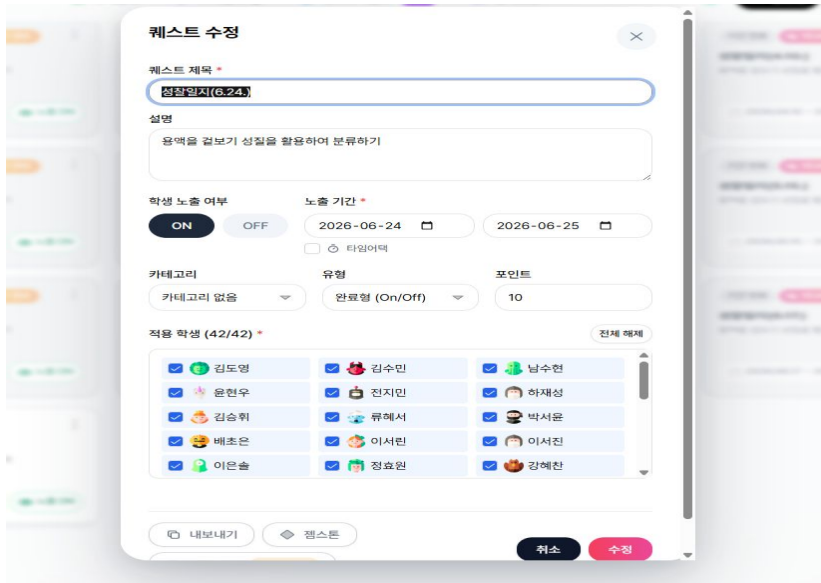 퀘스트 수정
퀘스트 제목 *
성찰일지(6.24.)
설명
용액을 겉보기 성질을 활용하여 분류하기
학생 노출 여부 노출 기간 *
ON OFF 2026-06-24 2026-06-25
타임어택
카테고리 유형 포인트
카테고리 없음 완료형 (On/Off) 10
적용 학생 (42/42) * 전체 해제
김도영 김수민 남수현
윤현우 전지민 하재성
김승휘 류혜서 박서윤
배초은 이서린 이서진
이은솔 정효원 강혜찬
내보내기 젬스톤
취소 수정